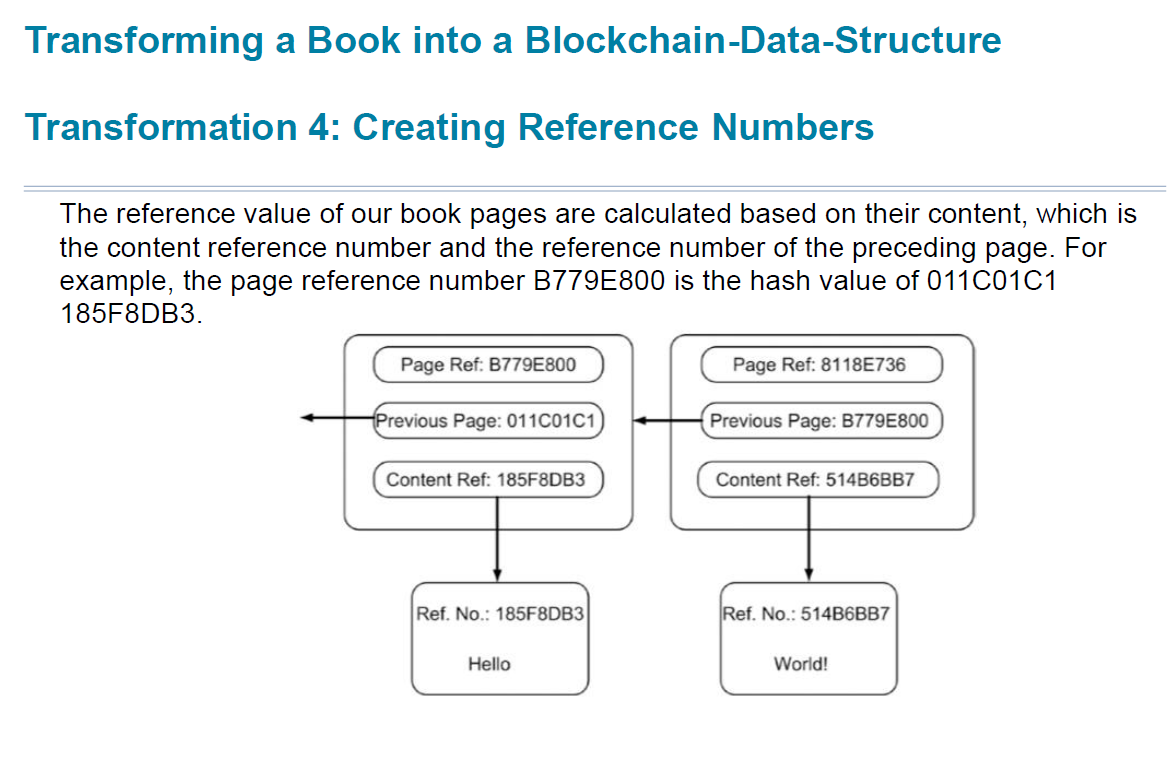 Transforming a Book into a Blockchain-Data-Structure
Transformation 4: Creating Reference Numbers
The reference value of our book pages are calculated based on their content, which is
the content reference number and the reference number of the preceding page. For
example, the page reference number B779E800 is the hash value of 011C01C1
185F8DB3.
Page Ref: B779E800
Previous Page: 011C01C1
Content Ref: 185F8DB3
Page Ref: 8118E736
Previous Page: B779E800
Content Ref: 514B6BB7
Ref. No.: 185F8DB3
Hello
Ref. No.: 514B6BB7
World!